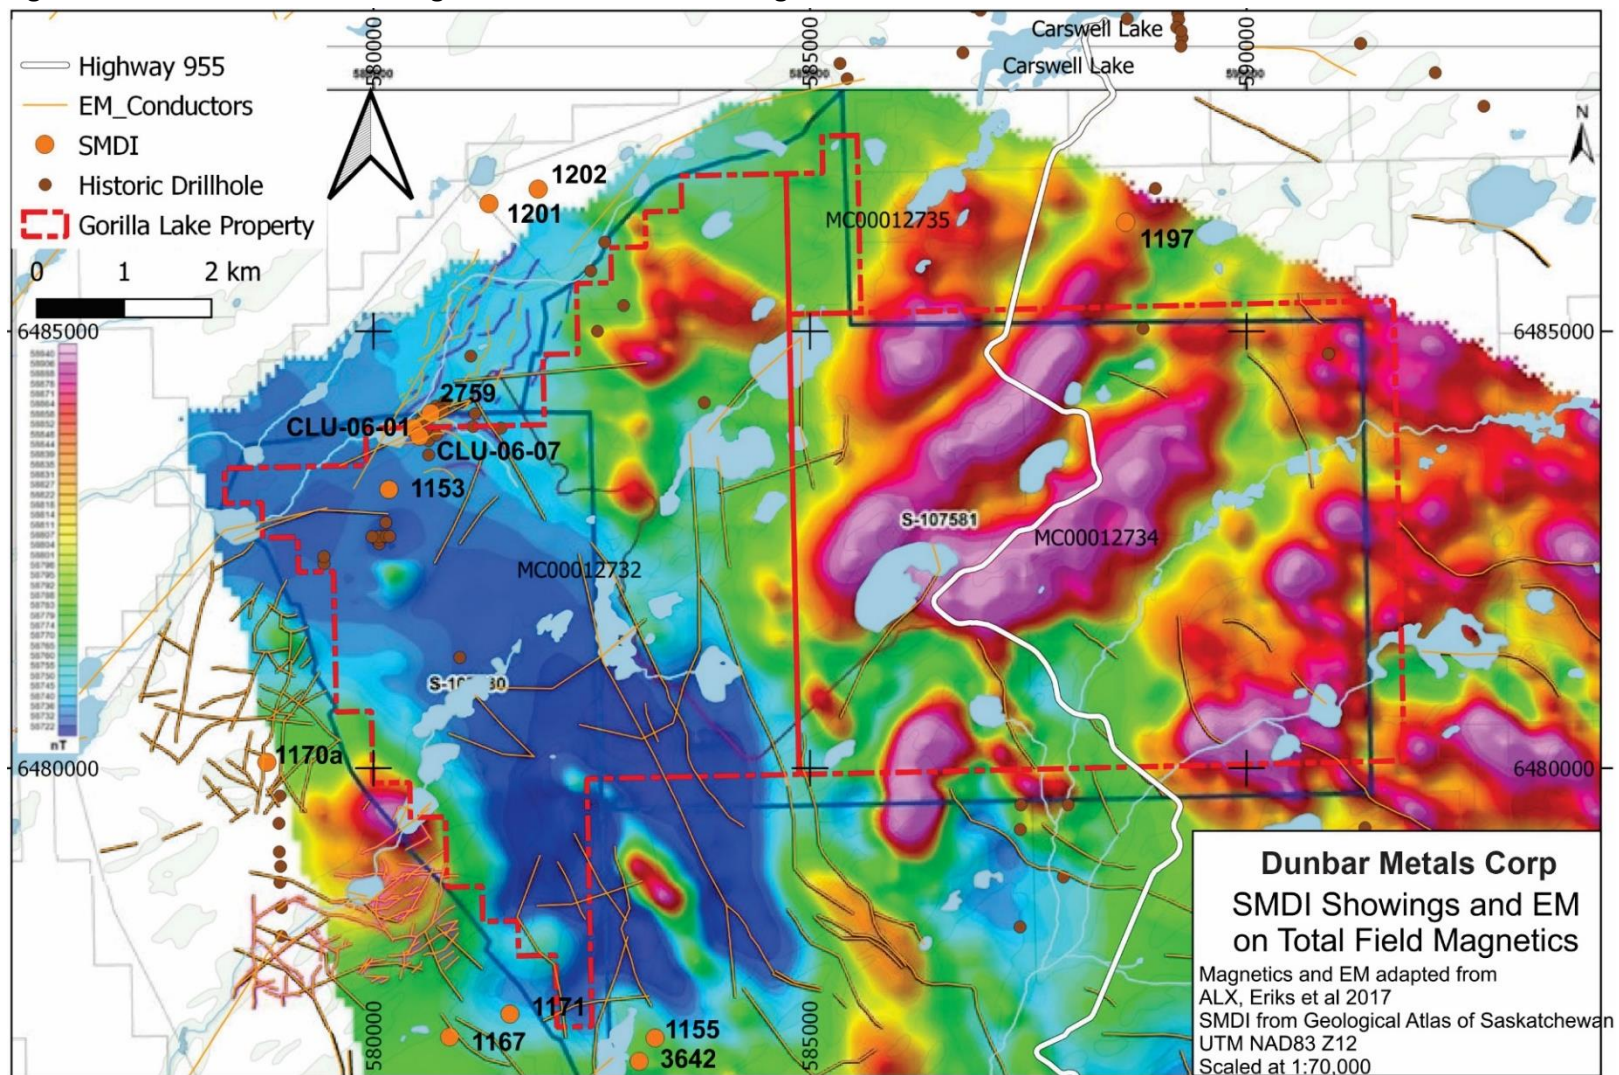 Highway 955
EM_Conductors
SMDI
Historic Drillhole
Gorilla Lake Property
0 1 2 km
580000
585000
590000
Carswell Lake
Carswell Lake
N
1202
1201
MC00012735
1197
6485000
6485000
2759
CLU-06-01
CLU-06-07
1153
S-107581
MC00012734
MC00012732
nT
1170a
6480000
6480000
1171
1167
1155
3642
580000
585000
Dunbar Metals Corp
SMDI Showings and EM
on Total Field Magnetics
Magnetics and EM adapted from
ALX, Eriks et al 2017
SMDI from Geological Atlas of Saskatchewan
UTM NAD83 Z12
Scaled at 1:70,000